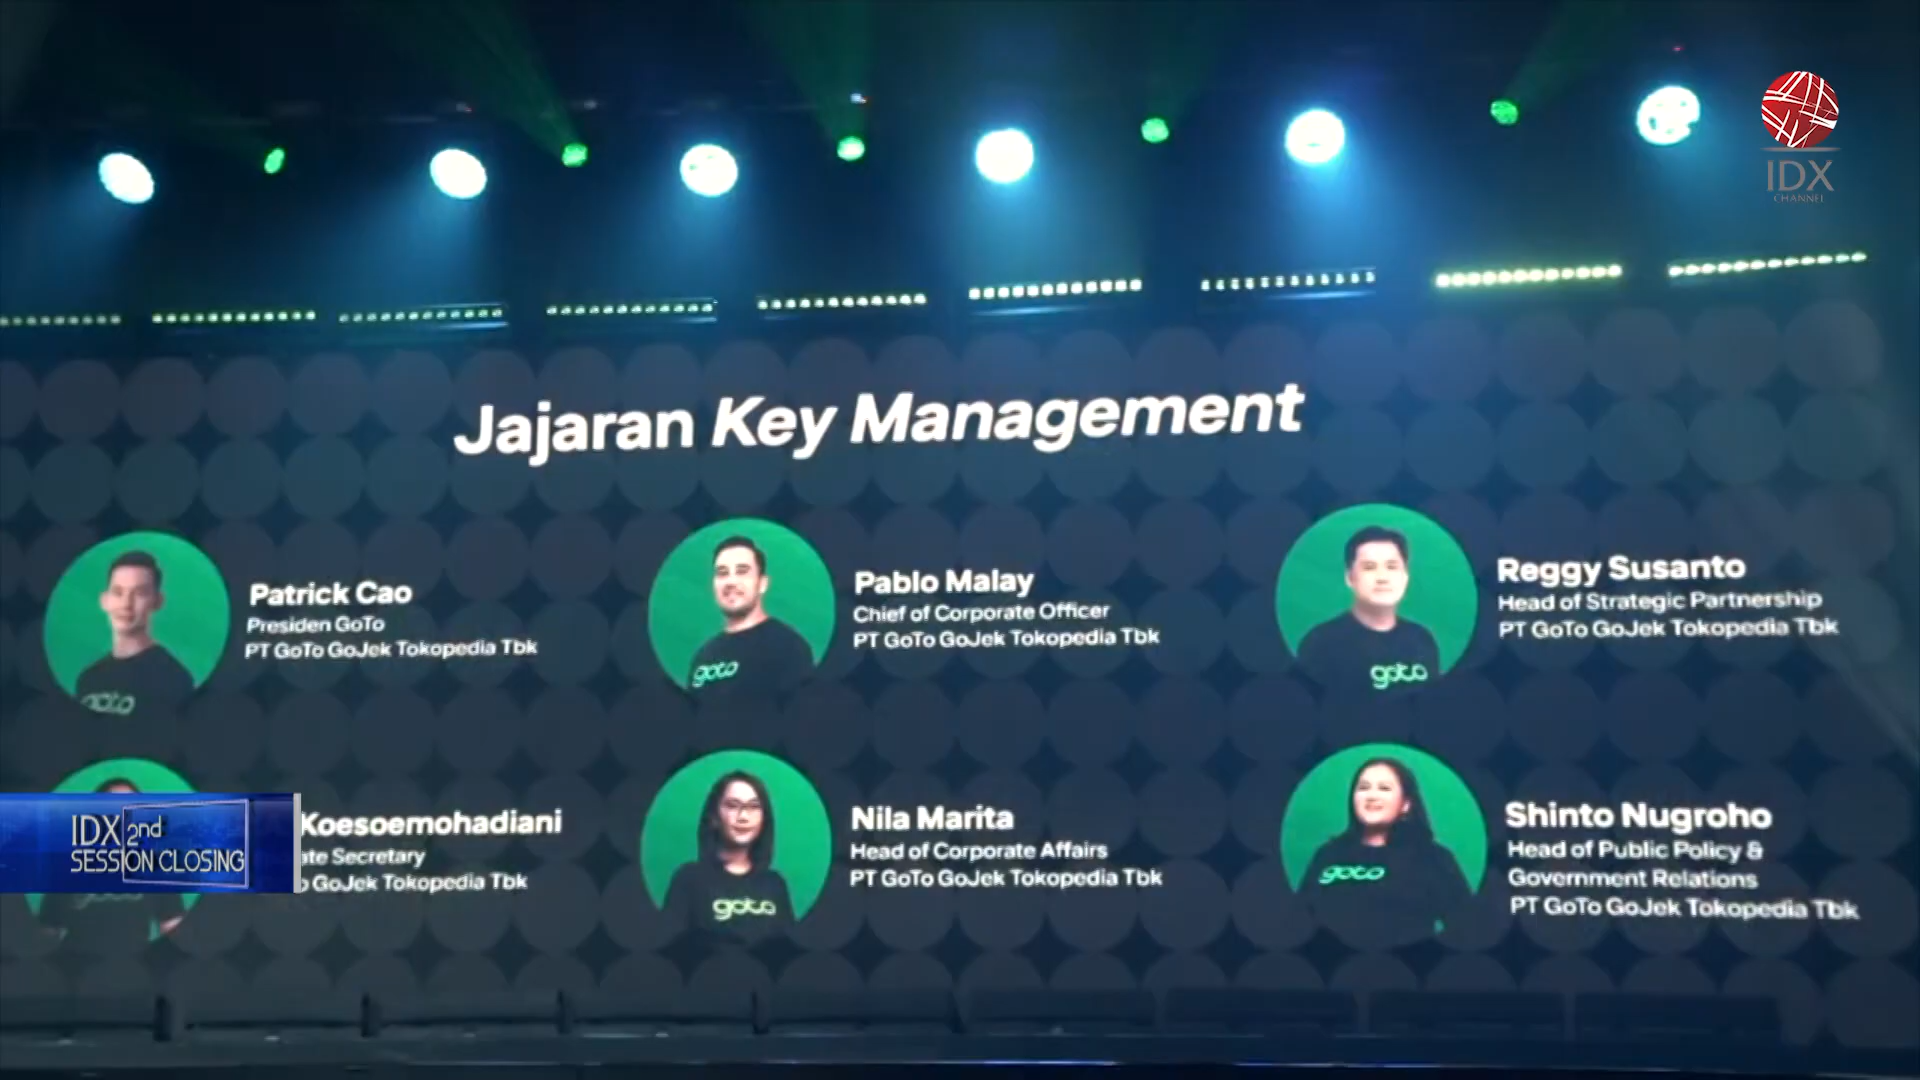 IDX
CHANNEL
Jajaran Key Management
Patrick Cao
Presiden GoTo
PT GoTo GoJek Tokopedia Tbk
goto
Pablo Malay
Chief of Corporate Officer
PT GoTo GoJek Tokopedia Tbk
goto
Reggy Susanto
Head of Strategic Partnership
PT GoTo GoJek Tokopedia Tbk
goto
Koesoemohadiani
Secretary
GoJek Tokopedia Tbk
goto
Nila Marita
Head of Corporate Affairs
PT GoTo GoJek Tokopedia Tbk
goto
Shinto Nugroho
Head of Public Policy &
Government Relations
PT GoTo GoJek Tokopedia Tbk
goto
IDX 2nd
SESSION CLOSING